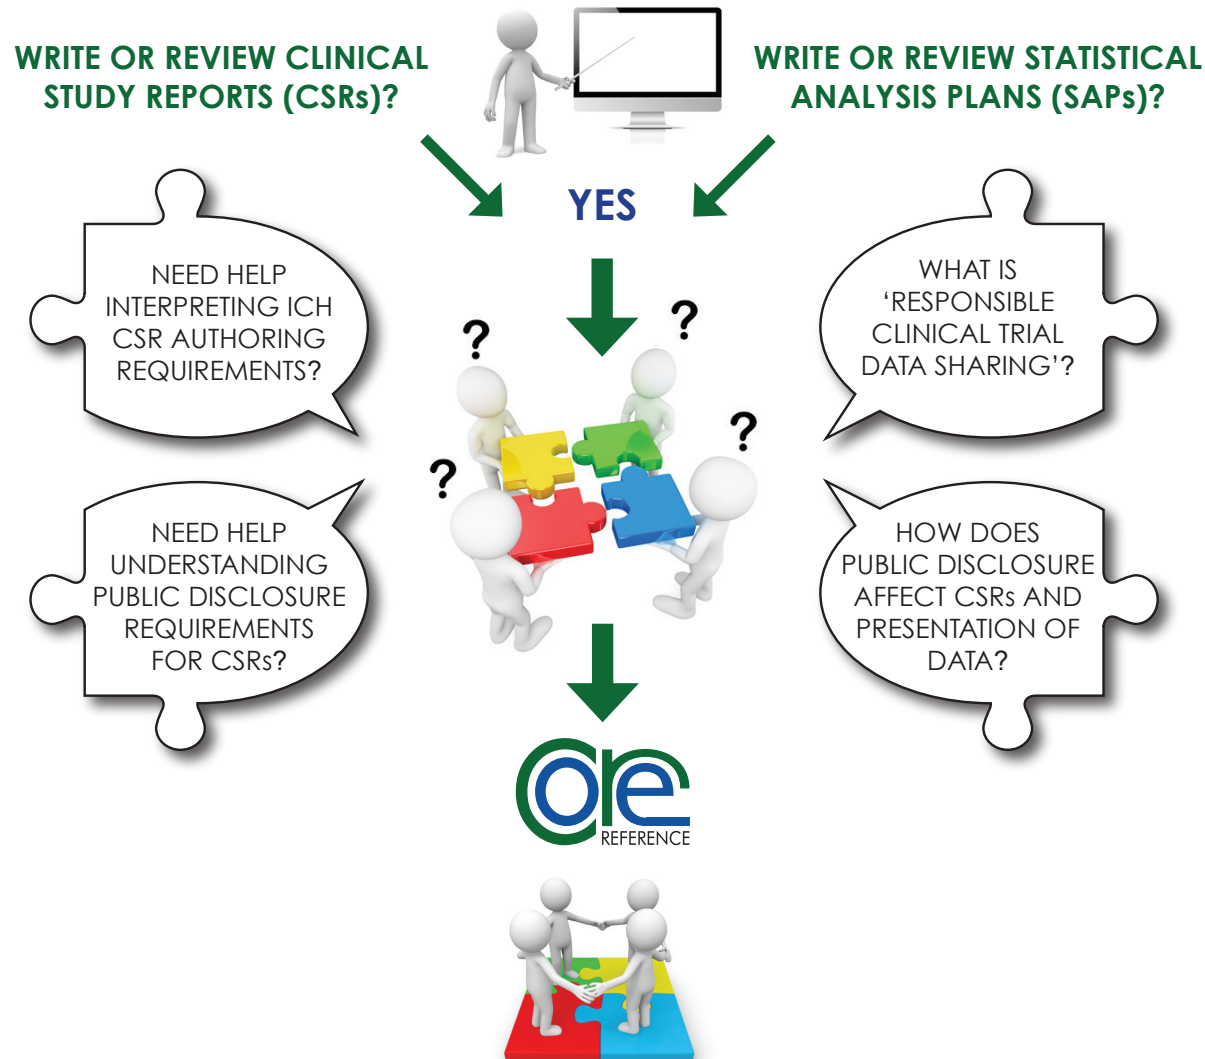 WRITE OR REVIEW CLINICAL
STUDY REPORTS (CSRs)?
WRITE OR REVIEW STATISTICAL
ANALYSIS PLANS (SAPs)?
YES
NEED HELP
INTERPRETING ICH
CSR AUTHORING
REQUIREMENTS?
WHAT IS
‘RESPONSIBLE
CLINICAL TRIAL
DATA SHARING’?
?
?
?
?
NEED HELP
UNDERSTANDING
PUBLIC DISCLOSURE
REQUIREMENTS
FOR CSRs?
HOW DOES
PUBLIC DISCLOSURE
AFFECT CSRs AND
PRESENTATION OF
DATA?
Core
REFERENCE